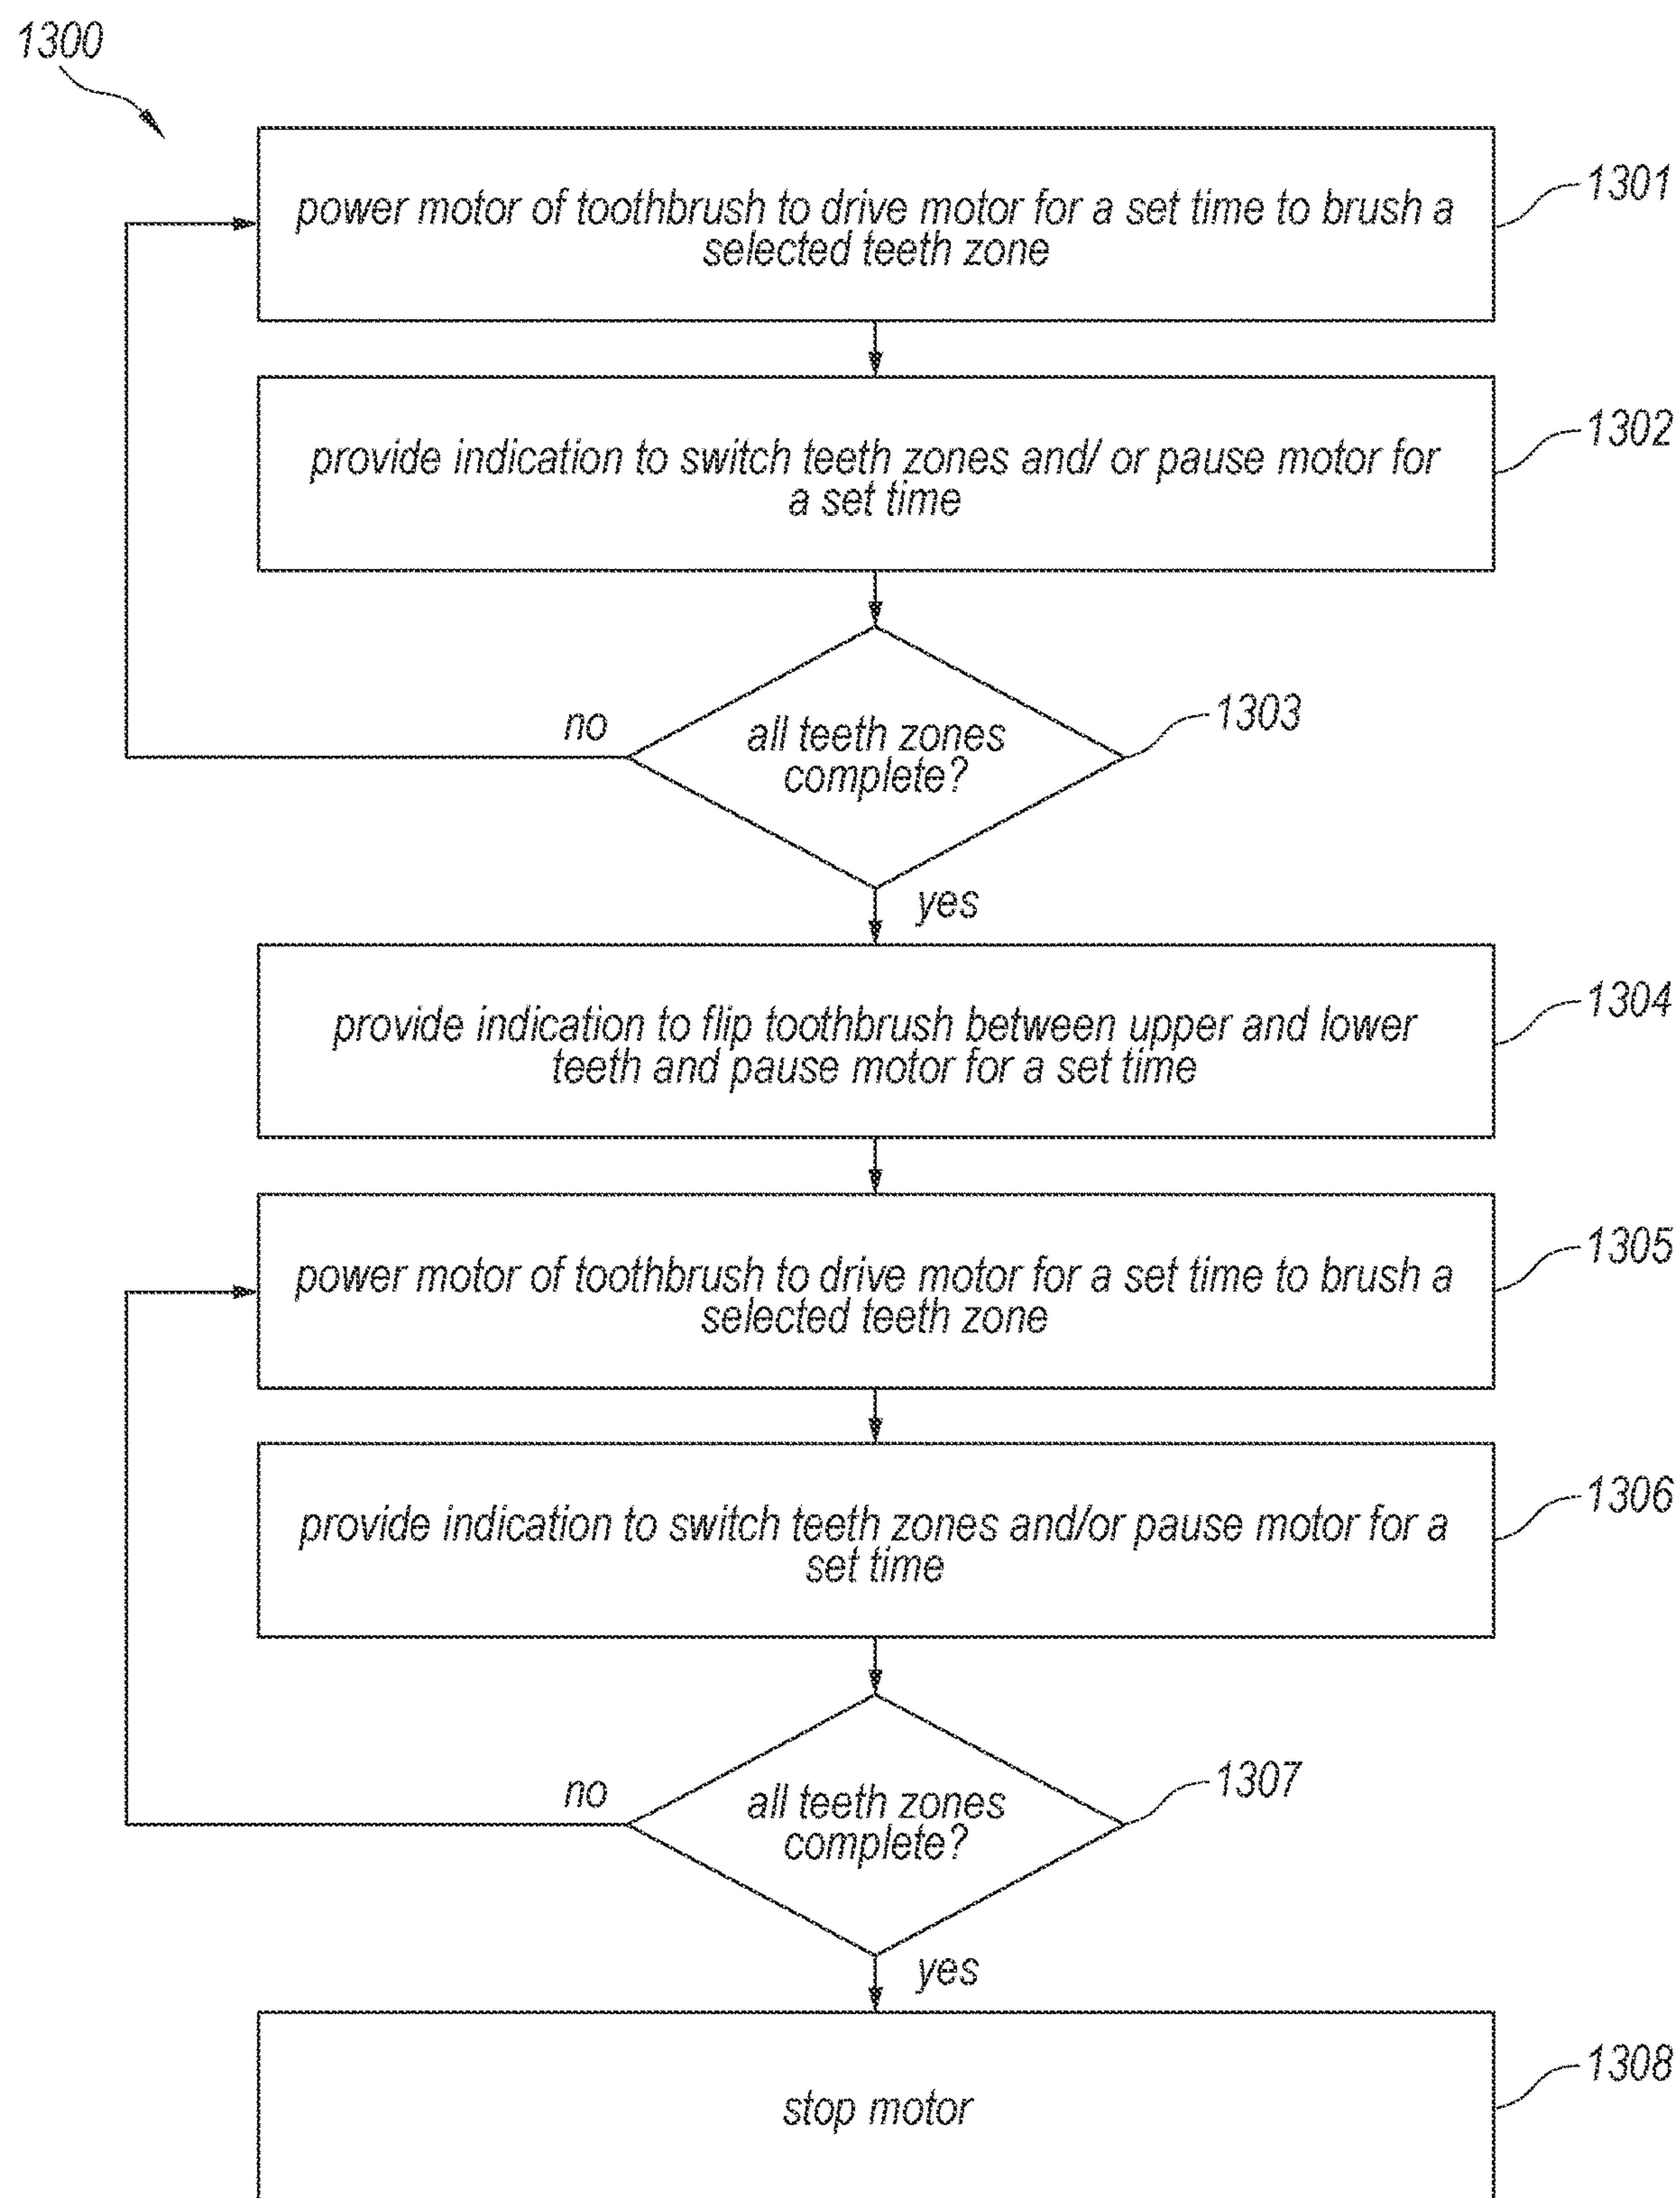 1300
power motor of toothbrush to drive motor for a set time to brush a
selected teeth zone
1301
provide indication to switch teeth zones and/ or pause motor for
a set time
1302
all teeth zones
complete?
1303
no
yes
provide indication to flip toothbrush between upper and lower
teeth and pause motor for a set time
1304
power motor of toothbrush to drive motor for a set time to brush a
selected teeth zone
1305
provide indication to switch teeth zones and/or pause motor for a
set time
1306
all teeth zones
complete?
1307
no
yes
stop motor
1308